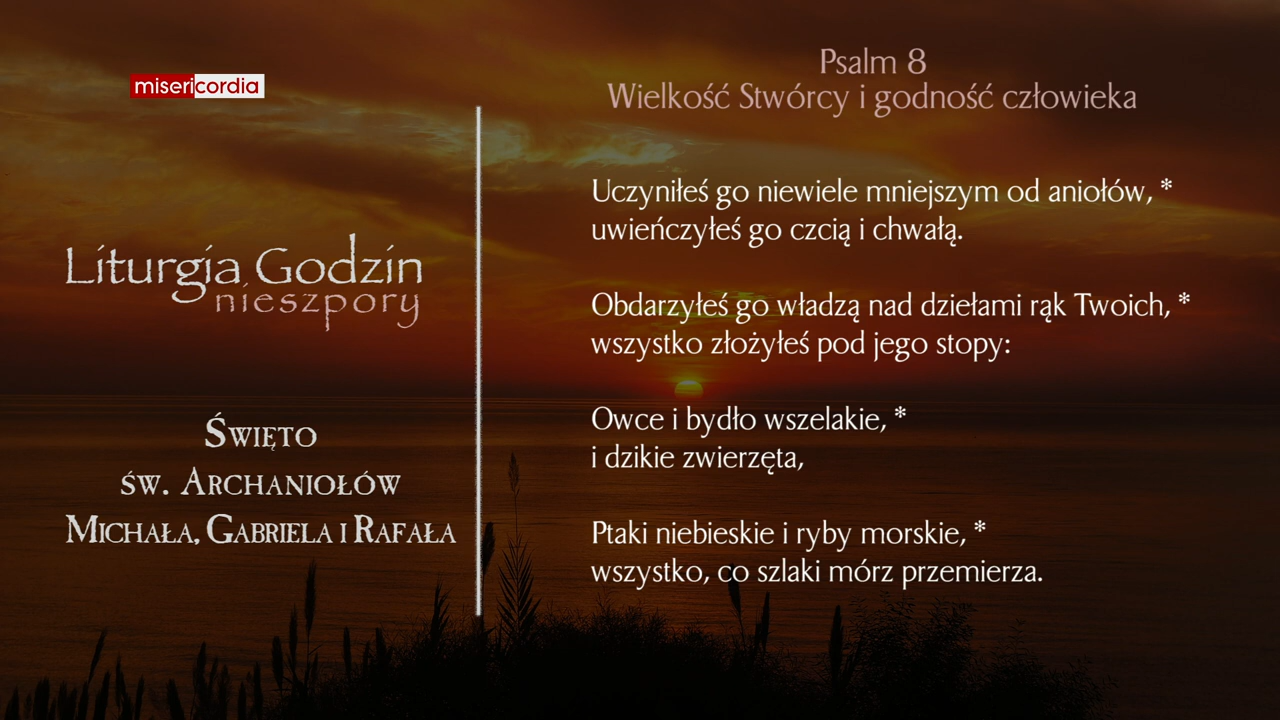 misericordia
Liturgia Godzin
nieszpory
Święto
św. Archaniołów
Michała, Gabriela i Rafała
Psalm 8
Wielkość Stwórcy i godność człowieka
Uczyniłeś go niewiele mniejszym od aniołów, *
uwieńczyłeś go czcią i chwałą.
Obdarzyłeś go władzą nad dziełami rąk Twoich, *
wszystko złożyłeś pod jego stopy:
Owce i bydło wszelakie, *
i dzikie zwierzęta,
Ptaki niebieskie i ryby morskie, *
wszystko, co szlaki mórz przemierza.